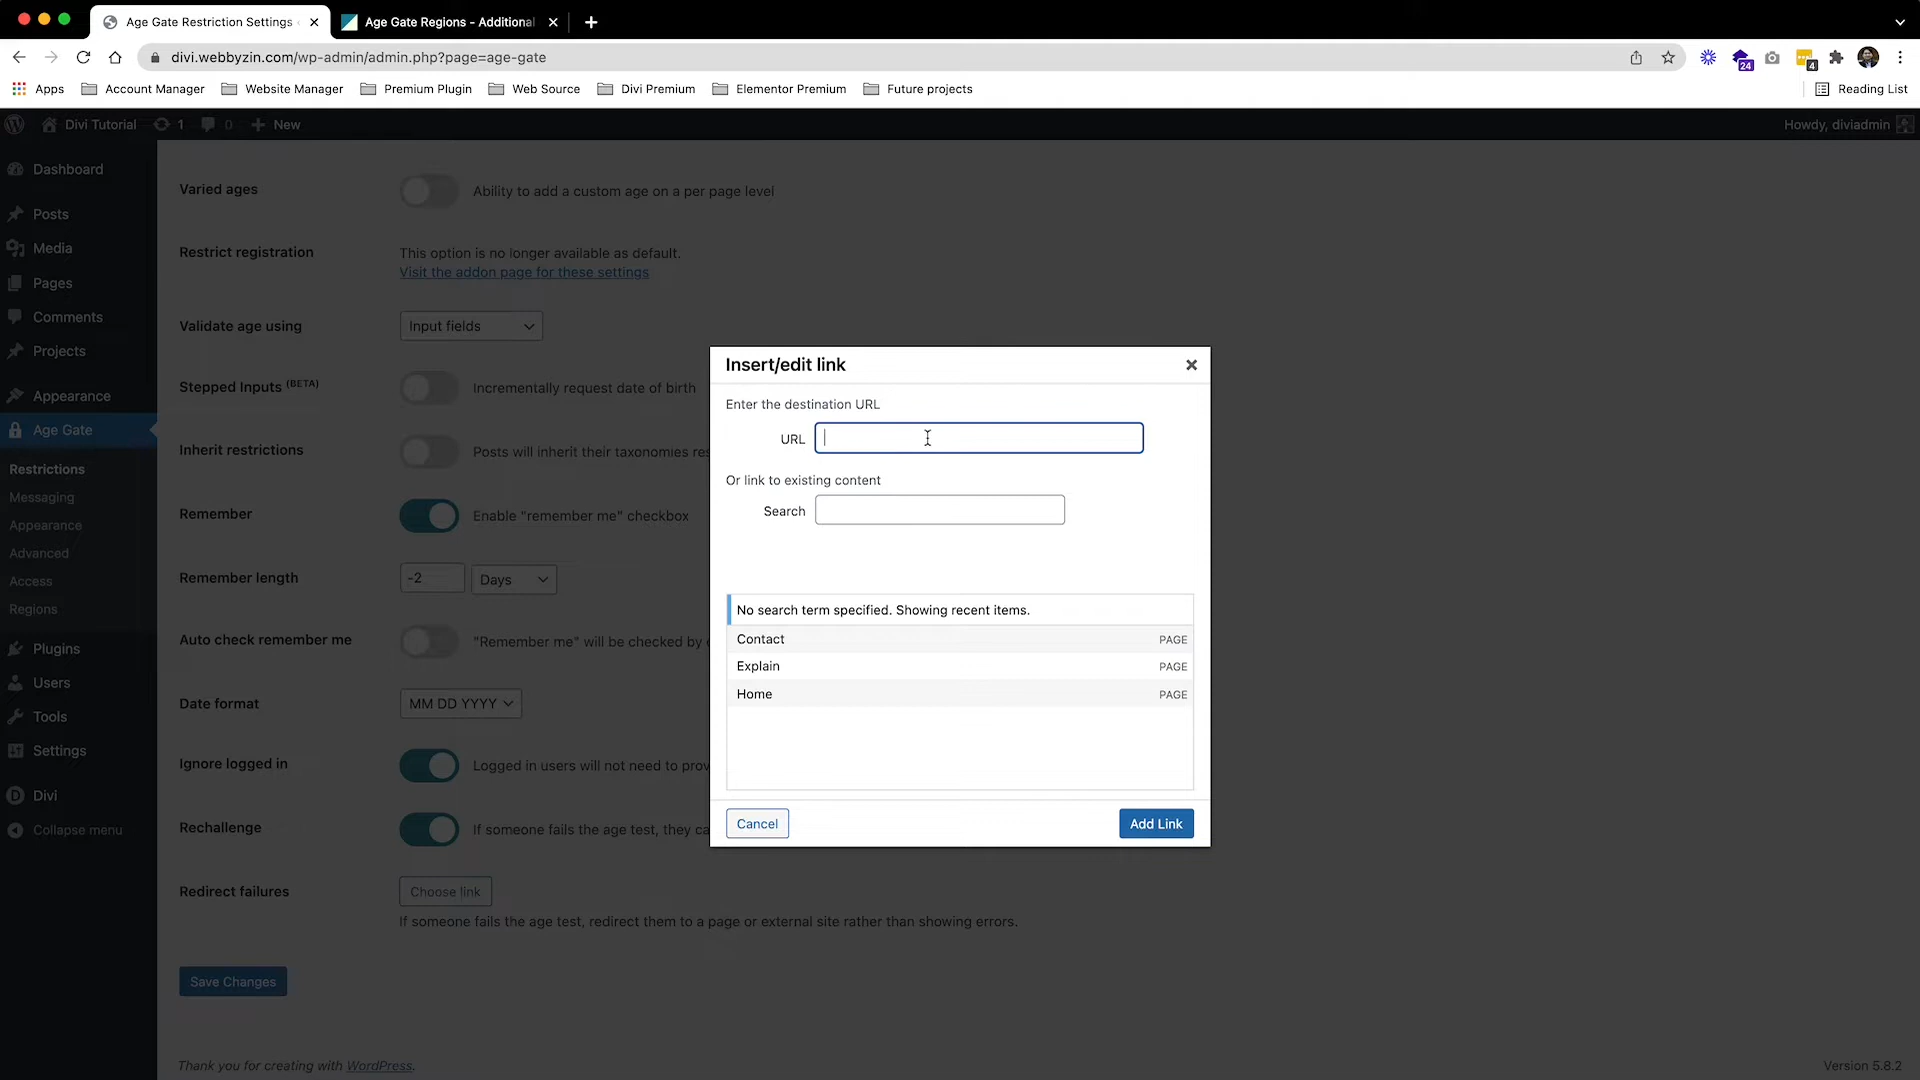 Age Gate Restriction Settings
Age Gate Regions - Additional
divi.webbyzin.com/wp-admin/admin.php?page=age-gate
24
4
Apps
Account Manager
Website Manager
Premium Plugin
Web Source
Divi Premium
Elementor Premium
Future projects
Reading List
Divi Tutorial
1
0
New
Howdy, diviadmin
Dashboard
Posts
Media
Pages
Comments
Projects
Appearance
Age Gate
Restrictions
Messaging
Appearance
Advanced
Access
Regions
Plugins
Users
Tools
Settings
Divi
Collapse menu
Varied ages
Ability to add a custom age on a per page level
Restrict registration
This option is no longer available as default.
Visit the addon page for these settings
Validate age using
Input fields
Stepped Inputs (BETA)
Incrementally request date of birth
Inherit restrictions
Posts will inherit their taxonomies
Remember
Enable "remember me" checkbox
Remember length
-2
Days
Auto check remember me
"Remember me" will be checked by
Date format
MM DD YYYY
Ignore logged in
Logged in users will not need to
Rechallenge
If someone fails the age test, they
Redirect failures
Choose link
If someone fails the age test, redirect them to a page or external site rather than showing errors.
Save Changes
Thank you for creating with WordPress.
Version 5.8.2
Insert/edit link
Enter the destination URL
URL
Or link to existing content
Search
No search term specified. Showing recent items.
Contact
PAGE
Explain
PAGE
Home
PAGE
Cancel
Add Link